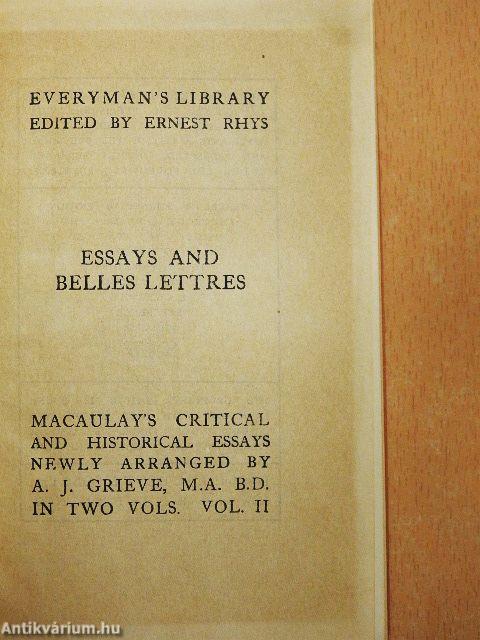 EVERYMAN'S LIBRARY
EDITED BY ERNEST RHYS
ESSAYS AND
BELLES LETTRES
MACAULAY'S CRITICAL
AND HISTORICAL ESSAYS
NEWLY ARRANGED BY
A. J. GRIEVE, M.A. B.D.
IN TWO VOLS. VOL. II
Antikvárium.hu